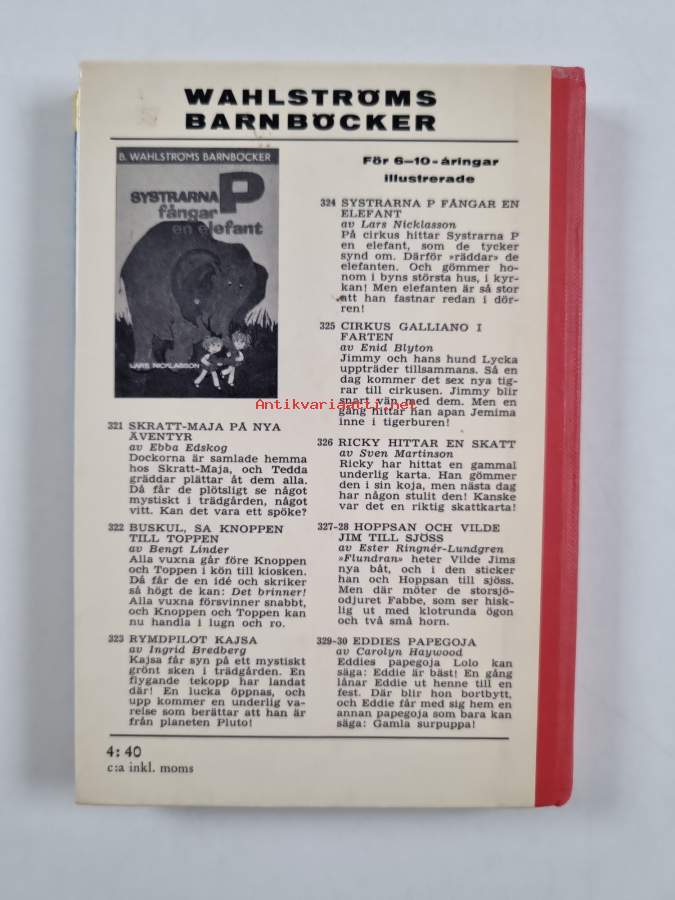 WAHLSTRÖMS
BARNBÖCKER
B. WAHLSTRÖMS BARNBÖCKER
SYSTRARNA P
fångar
en elefant
LARS NICKLASSON
För 6–10-åringar
illustrerade
324 SYSTRARNA P FÅNGAR EN
ELEFANT
av Lars Nicklasson
På cirkus hittar Systrarna P
en elefant, som de tycker
synd om. Därför »räddar» de
elefanten. Och gömmer ho-
nom i byns största hus, i kyr-
kan! Men elefanten är så stor
att han fastnar redan i dör-
ren!
325 CIRKUS GALLIANO I
FARTEN
av Enid Blyton
Jimmy och hans hund Lycka
uppträder tillsammans. Så en
dag kommer det sex nya tig-
rar till cirkusen. Jimmy blir
snart vän med dem. Men en
gång hittar han apan Jemima
inne i tigerburen!
326 RICKY HITTAR EN SKATT
av Sven Martinson
Ricky har hittat en gammal
underlig karta. Han gömmer
den i sin koja, men nästa dag
har någon stulit den! Kanske
var det en riktig skattkarta!
327-28 HOPPSAN OCH VILDE
JIM TILL SJÖSS
av Ester Ringnér-Lundgren
»Flundran» heter Vilde Jims
nya båt, och i den sticker
han och Hoppsan till sjöss.
Men där möter de storsjö-
odjuret Fabbe, som ser hisk-
lig ut med klotrunda ögon
och två små horn.
329-30 EDDIES PAPEGOJA
av Carolyn Haywood
Eddies papegoja Lolo kan
säga: Eddie är bäst! En gång
lånar Eddie ut henne till en
fest. Där blir hon bortbytt,
och Eddie får med sig hem en
annan papegoja som bara kan
säga: Gamla surpuppa!
321 SKRATT-MAJA PÅ NYA
ÄVENTYR
av Ebba Edskog
Dockorna är samlade hemma
hos Skratt-Maja, och Tedda
gräddar plättar åt dem alla.
Då får de plötsligt se något
mystiskt i trädgården, något
vitt. Kan det vara ett spöke?
322 BUSKUL, SA KNOPPEN
TILL TOPPEN
av Bengt Linder
Alla vuxna går före Knoppen
och Toppen i kön till kiosken.
Då får de en idé och skriker
så högt de kan: Det brinner!
Alla vuxna försvinner snabbt,
och Knoppen och Toppen kan
nu handla i lugn och ro.
323 RYMDPILOT KAJSA
av Ingrid Bredberg
Kajsa får syn på ett mystiskt
grönt sken i trädgården. En
flygande tekopp har landat
där! En lucka öppnas, och
upp kommer en underlig va-
relse som berättar att han är
från planeten Pluto!
4: 40
c:a inkl. moms
Antikvariaatti.net